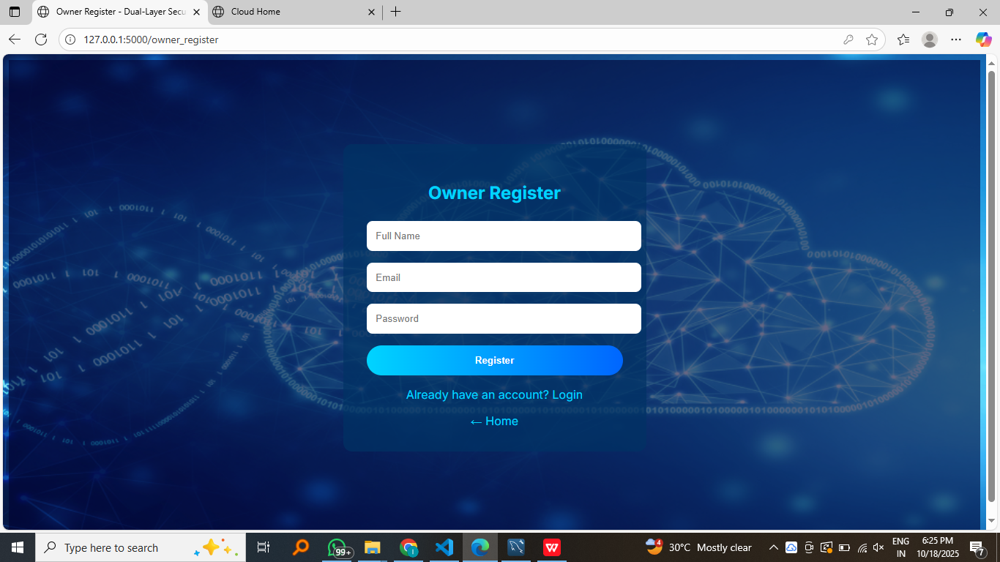 Owner Register - Dual-Layer Secu
Cloud Home
127.0.0.1:5000/owner_register
Owner Register
Full Name
Email
Password
Register
Already have an account? Login
← Home
Type here to search
99+
4
30°C Mostly clear
ENG
IN
6:25 PM
10/18/2025
7